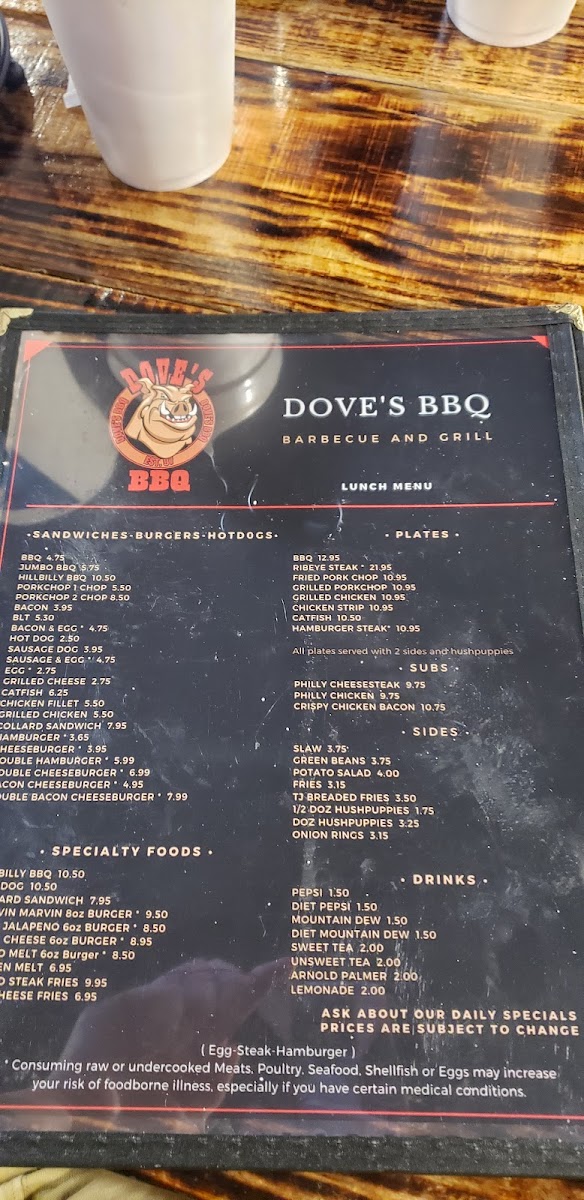 DOVE'S
EST.
BBQ
DOVE'S BBQ
BARBECUE AND GRILL
LUNCH MENU
·SANDWICHES·BURGERS·HOTDOGS·
BBQ 4.75
JUMBO BBQ 5.75
HILLBILLY BBQ 10.50
PORKCHOP 1 CHOP 5.50
PORKCHOP 2 CHOP 8.50
BACON 3.95
BLT 5.30
BACON & EGG * 4.75
HOT DOG 2.50
SAUSAGE DOG 3.95
SAUSAGE & EGG * 4.75
EGG * 2.75
GRILLED CHEESE 2.75
CATFISH 6.25
CHICKEN FILLET 5.50
GRILLED CHICKEN 5.50
COLLARD SANDWICH 7.95
HAMBURGER * 3.65
HEESEBURGER * 3.95
OUBLE HAMBURGER * 5.99
OUBLE CHEESEBURGER * 6.99
ACON CHEESEBURGER * 4.95
UBLE BACON CHEESEBURGER * 7.99
· SPECIALTY FOODS ·
BILLY BBQ 10.50
DOG 10.50
ARD SANDWICH 7.95
VIN MARVIN 8oz BURGER * 9.50
JALAPENO 6oz BURGER * 8.50
CHEESE 6oz BURGER * 8.95
O MELT 6oz Burger * 8.50
EN MELT 6.95
D STEAK FRIES 9.95
HEESE FRIES 6.95
· PLATES ·
BBQ 12.95
RIBEYE STEAK * 21.95
FRIED PORK CHOP 10.95
GRILLED PORKCHOP 10.95
GRILLED CHICKEN 10.95
CHICKEN STRIP 10.95
CATFISH 10.50
HAMBURGER STEAK* 10.95
All plates served with 2 sides and hushpuppies
· SUBS ·
PHILLY CHEESESTEAK 9.75
PHILLY CHICKEN 9.75
CRISPY CHICKEN BACON 10.75
· SIDES ·
SLAW 3.75
GREEN BEANS 3.75
POTATO SALAD 4.00
FRIES 3.15
TJ BREADED FRIES 3.50
1/2 DOZ HUSHPUPPIES 1.75
DOZ HUSHPUPPIES 3.25
ONION RINGS 3.15
· DRINKS ·
PEPSI 1.50
DIET PEPSI 1.50
MOUNTAIN DEW 1.50
DIET MOUNTAIN DEW 1.50
SWEET TEA 2.00
UNSWEET TEA 2.00
ARNOLD PALMER 2.00
LEMONADE 2.00
ASK ABOUT OUR DAILY SPECIALS
PRICES ARE SUBJECT TO CHANGE
( Egg-Steak-Hamburger )
* Consuming raw or undercooked Meats, Poultry, Seafood, Shellfish or Eggs may increase
your risk of foodborne illness, especially if you have certain medical conditions.